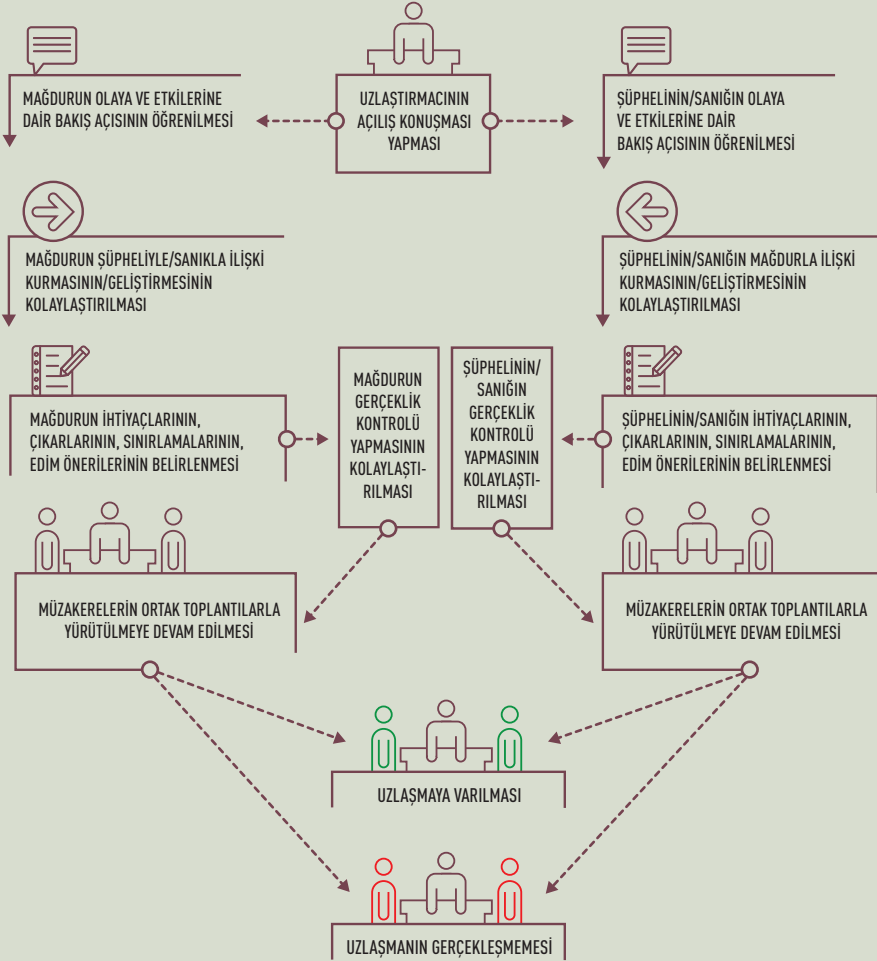 MAĞDURUN OLAYA VE ETKİLERİNE
DAİR BAKIŞ AÇISININ ÖĞRENİLMESİ
UZLAŞTIRMACININ
AÇILIŞ KONUŞMASI
YAPMASI
ŞÜPHELİNİN/SANIĞIN OLAYA
VE ETKİLERİNE DAİR
BAKIŞ AÇISININ ÖĞRENİLMESİ
MAĞDURUN ŞÜPHELİYLE/SANIKLA İLİŞKİ
KURMASININ/GELİŞTİRMESİNİN
KOLAYLAŞTIRILMASI
ŞÜPHELİNİN/SANIĞIN MAĞDURLA İLİŞKİ
KURMASININ/GELİŞTİRMESİNİN
KOLAYLAŞTIRILMASI
MAĞDURUN İHTİYAÇLARININ,
ÇIKARLARININ, SINIRLAMALARININ,
EDİM ÖNERİLERİNİN BELİRLENMESİ
MAĞDURUN
GERÇEKLİK
KONTROLÜ
YAPMASININ
KOLAYLAŞTI-
RILMASI
ŞÜPHELİNİN/
SANIĞIN
GERÇEKLİK
KONTROLÜ
YAPMASININ
KOLAYLAŞTI-
RILMASI
ŞÜPHELİNİN/SANIĞIN İHTİYAÇLARININ,
ÇIKARLARININ, SINIRLAMALARININ,
EDİM ÖNERİLERİNİN BELİRLENMESİ
MÜZAKERELERİN ORTAK TOPLANTILARLA
YÜRÜTÜLMEYE DEVAM EDİLMESİ
MÜZAKERELERİN ORTAK TOPLANTILARLA
YÜRÜTÜLMEYE DEVAM EDİLMESİ
UZLAŞMAYA VARILMASI
UZLAŞMANIN GERÇEKLEŞMEMESİ